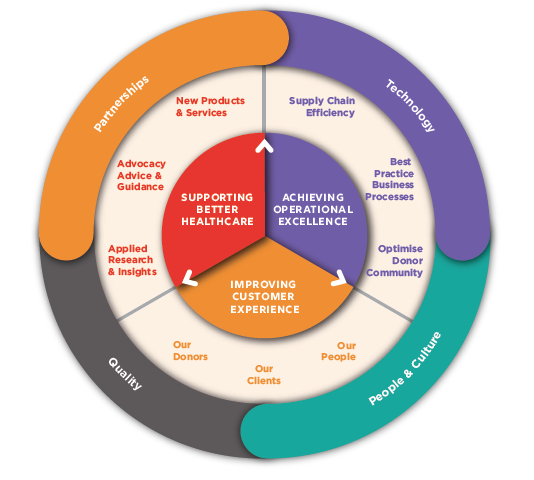 Partnerships
Technology
New Products
& Services
Supply Chain
Efficiency
Advocacy
Advice &
Guidance
Best
Practice
Business
Processes
SUPPORTING
BETTER
HEALTHCARE
ACHIEVING
OPERATIONAL
EXCELLENCE
Applied
Research
& Insights
Optimise
Donor
Community
IMPROVING
CUSTOMER
EXPERIENCE
Our
Donors
Our
Clients
Our
People
Quality
People & Culture